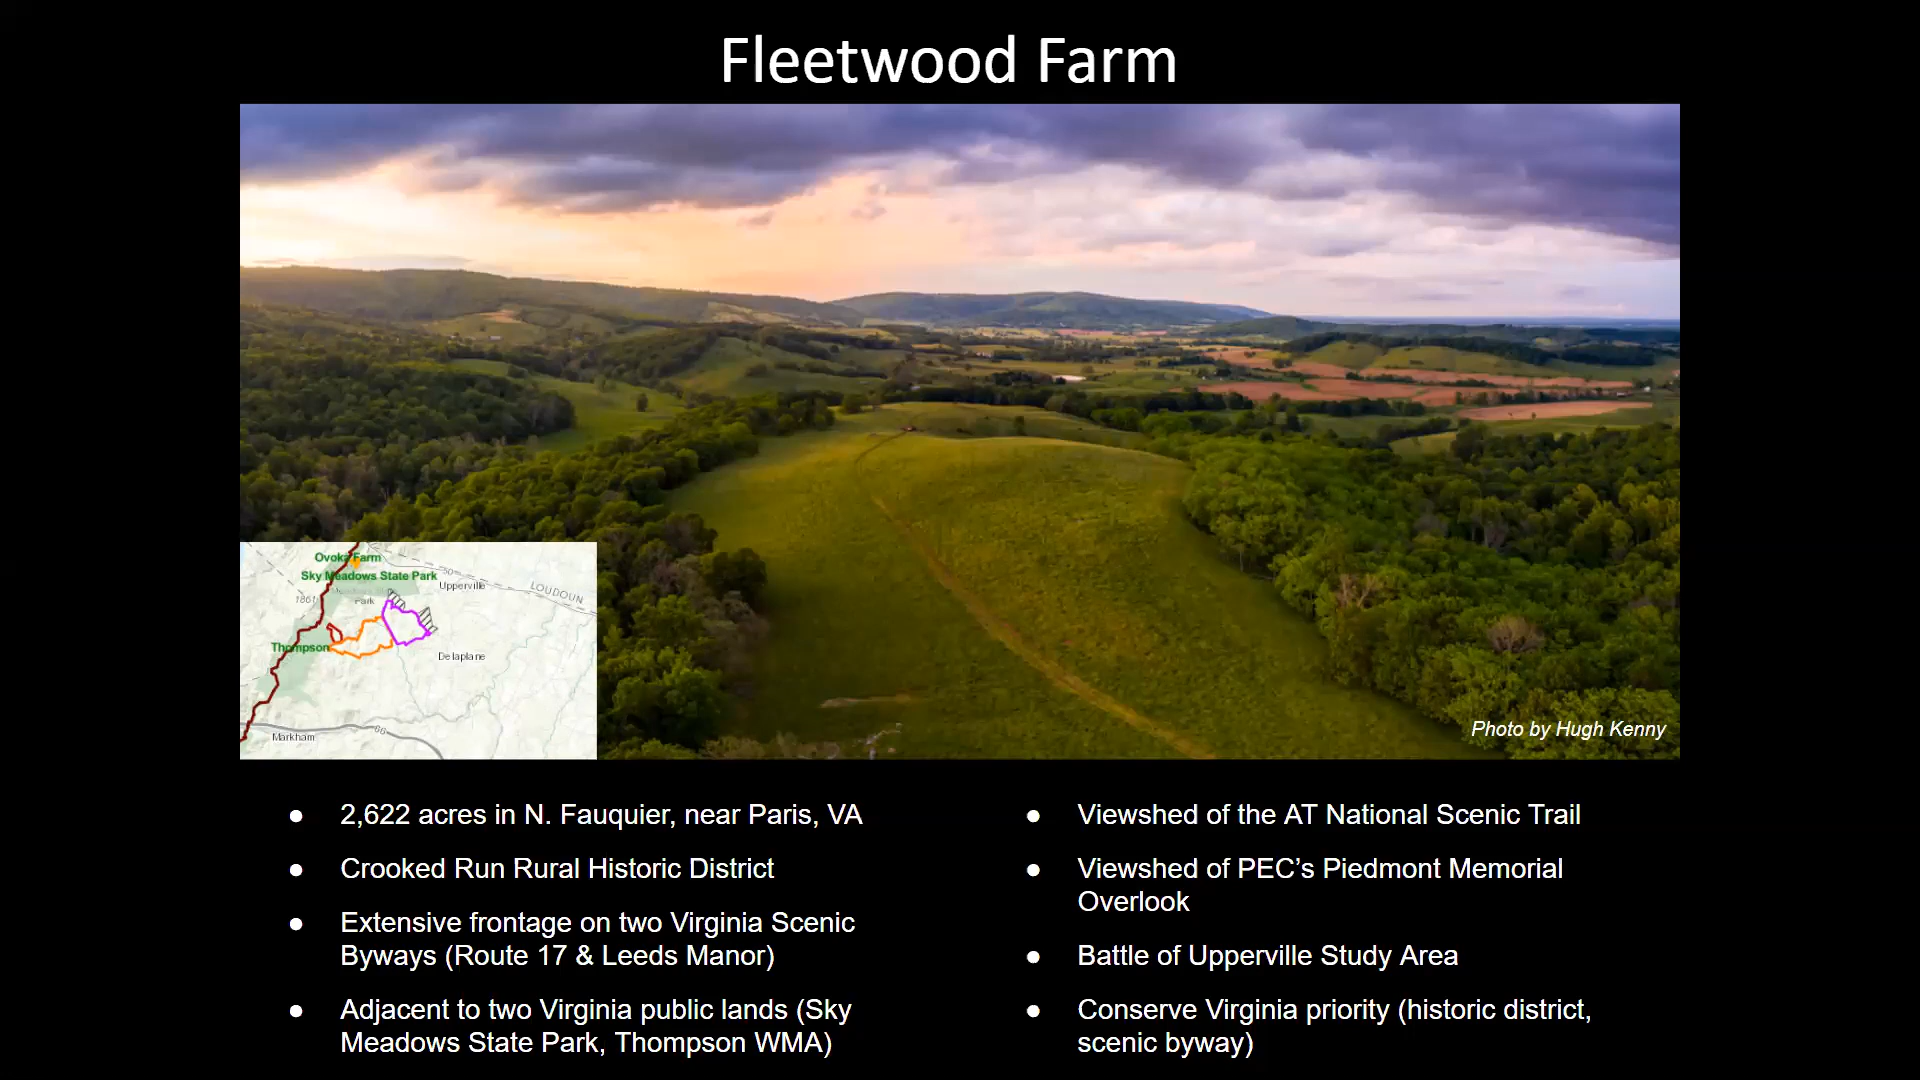 Fleetwood Farm
Ovoka Farm
Sky Meadows State Park
50
Upperville
LOUDOUN
1861
Park
Thompson
Delaplane
66
Markham
Photo by Hugh Kenny
● 2,622 acres in N. Fauquier, near Paris, VA
● Crooked Run Rural Historic District
● Extensive frontage on two Virginia Scenic
Byways (Route 17 & Leeds Manor)
● Adjacent to two Virginia public lands (Sky
Meadows State Park, Thompson WMA)
● Viewshed of the AT National Scenic Trail
● Viewshed of PEC’s Piedmont Memorial
Overlook
● Battle of Upperville Study Area
● Conserve Virginia priority (historic district,
scenic byway)